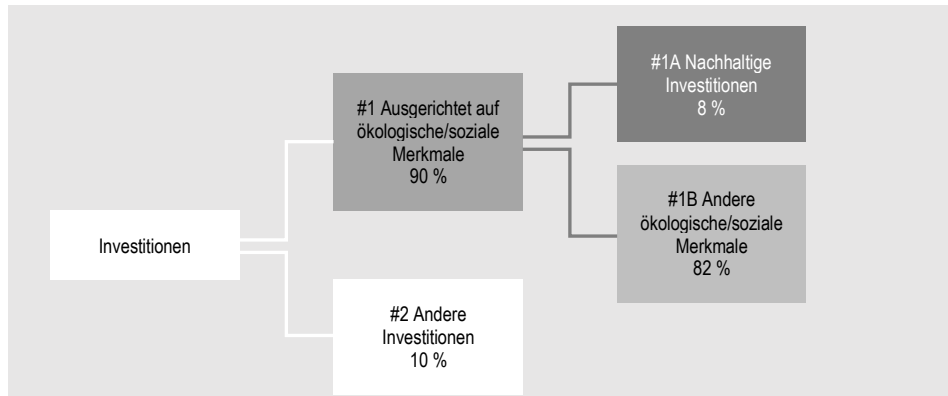 Investitionen
#1 Ausgerichtet auf
ökologische/soziale
Merkmale
90 %
#1A Nachhaltige
Investitionen
8 %
#1B Andere
ökologische/soziale
Merkmale
82 %
#2 Andere
Investitionen
10 %